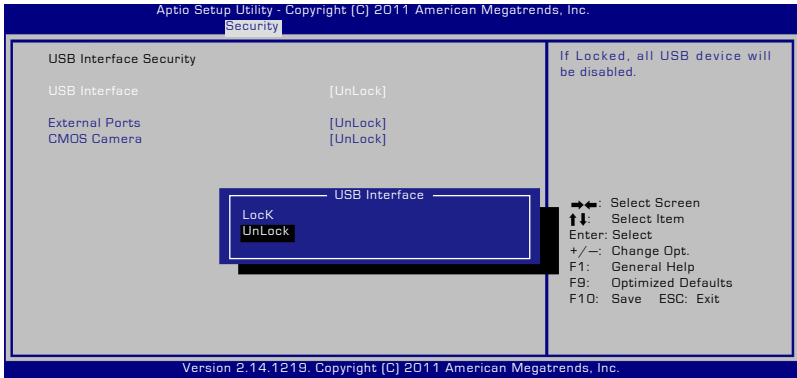 Aptio Setup Utility - Copyright (C) 2011 American Megatrends, Inc.
Security
USB Interface Security
USB Interface [UnLock]
External Ports [UnLock]
CMOS Camera [UnLock]
If Locked, all USB device will
be disabled.
USB Interface
LocK
UnLock
→←: Select Screen
↑↓: Select Item
Enter: Select
+/—: Change Opt.
F1: General Help
F9: Optimized Defaults
F10: Save ESC: Exit
Version 2.14.1219. Copyright (C) 2011 American Megatrends, Inc.